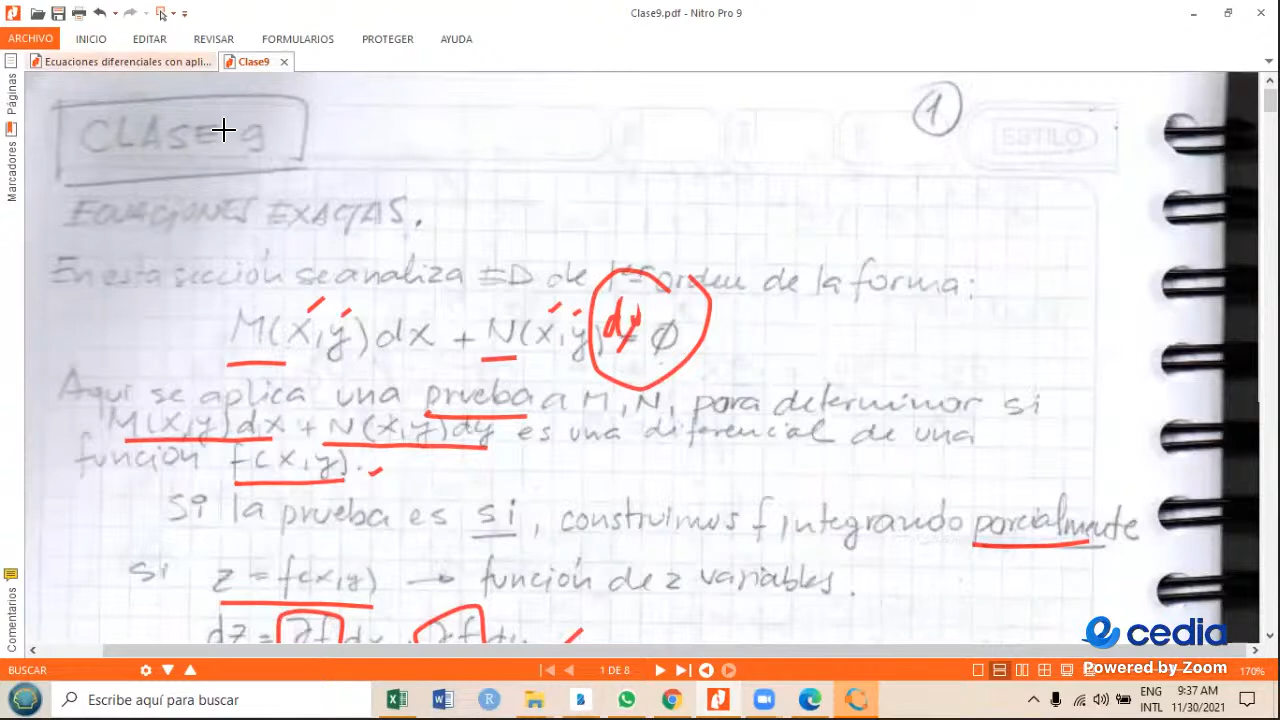 Clase9.pdf - Nitro Pro 9
ARCHIVO INICIO EDITAR REVISAR FORMULARIOS PROTEGER AYUDA
Ecuaciones diferenciales con apli... Clase9
Páginas
Marcadores
Comentarios
CLASE 9
1
ESTILO
ECUACIONES EXACTAS.
En esta sección se analiza ED de 1er orden de la forma:
M(x,y)dx + N(x,y) dy = ø
Aquí se aplica una prueba a M, N, para determinar si
M(x,y)dx + N(x,y)dy es una diferencial de una
función f(x,y).
Si la prueba es si, construimos f integrando parcialmente
si z = f(x,y) → función de 2 variables.
dz = ∂f dx ∂f dy
cedia
Powered by Zoom
BUSCAR 1 DE 8 170%
Escribe aquí para buscar
ENG 9:37 AM
INTL 11/30/2021